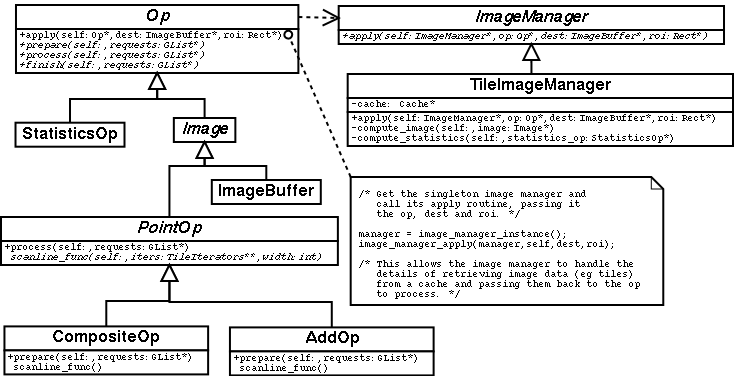 Op
+apply(self: Op*,dest: ImageBuffer*,roi: Rect*)
+prepare(self: ,requests: GList*)
+process(self: ,requests: GList*)
+finish(self: ,requests: GList*)
ImageManager
+apply(self: ImageManager*,op: Op*,dest: ImageBuffer*,roi: Rect*)
TileImageManager
-cache: Cache*
+apply(self: ImageManager*,op: Op*,dest: ImageBuffer*,roi: Rect*)
-compute_image(self: ,image: Image*)
-compute_statistics(self: ,statistics_op: StatisticsOp*)
StatisticsOp
Image
ImageBuffer
PointOp
+process(self: ,requests: GList*)
scanline_func(self: ,iters: TileIterators**,width: int)
/* Get the singleton image manager and
call its apply routine, passing it
the op, dest and roi. */
manager = image_manager_instance();
image_manager_apply(manager,self,dest,roi);
/* This allows the image manager to handle the
details of retrieving image data (eg tiles)
from a cache and passing them back to the op
to process. */
CompositeOp
+prepare(self: ,requests: GList*)
scanline_func()
AddOp
+prepare(self: ,requests: GList*)
scanline_func()